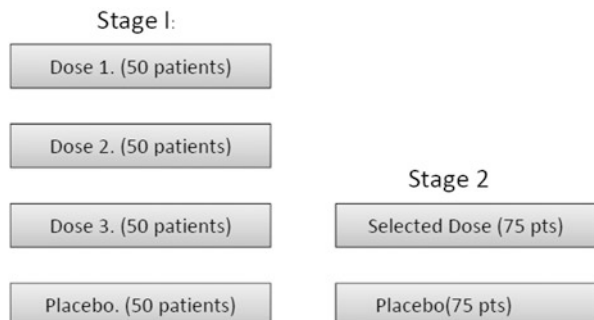 Stage I:
Dose 1. (50 patients)
Dose 2. (50 patients)
Stage 2
Dose 3. (50 patients)
Selected Dose (75 pts)
Placebo. (50 patients)
Placebo(75 pts)